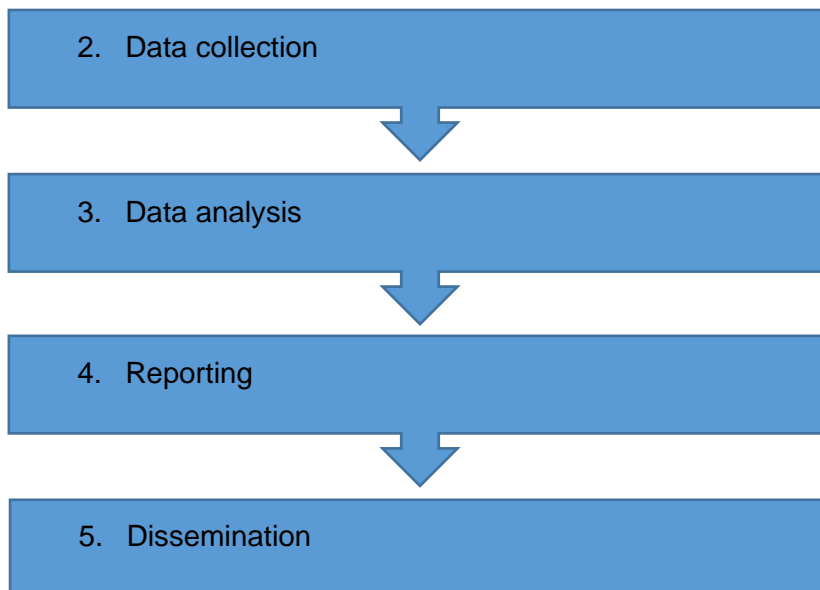 2. Data collection
3. Data analysis
4. Reporting
5. Dissemination